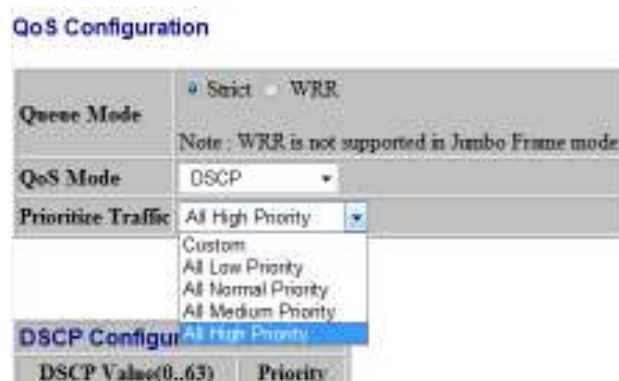 QoS Configuration
Strict WRR
Queue Mode
Note : WRR is not supported in Jumbo Frame mode
QoS Mode DSCP
Prioritize Traffic All High Priority
Custom
All Low Priority
All Normal Priority
All Medium Priority
All High Priority
DSCP Configur
DSCP Value(0..63) Priority